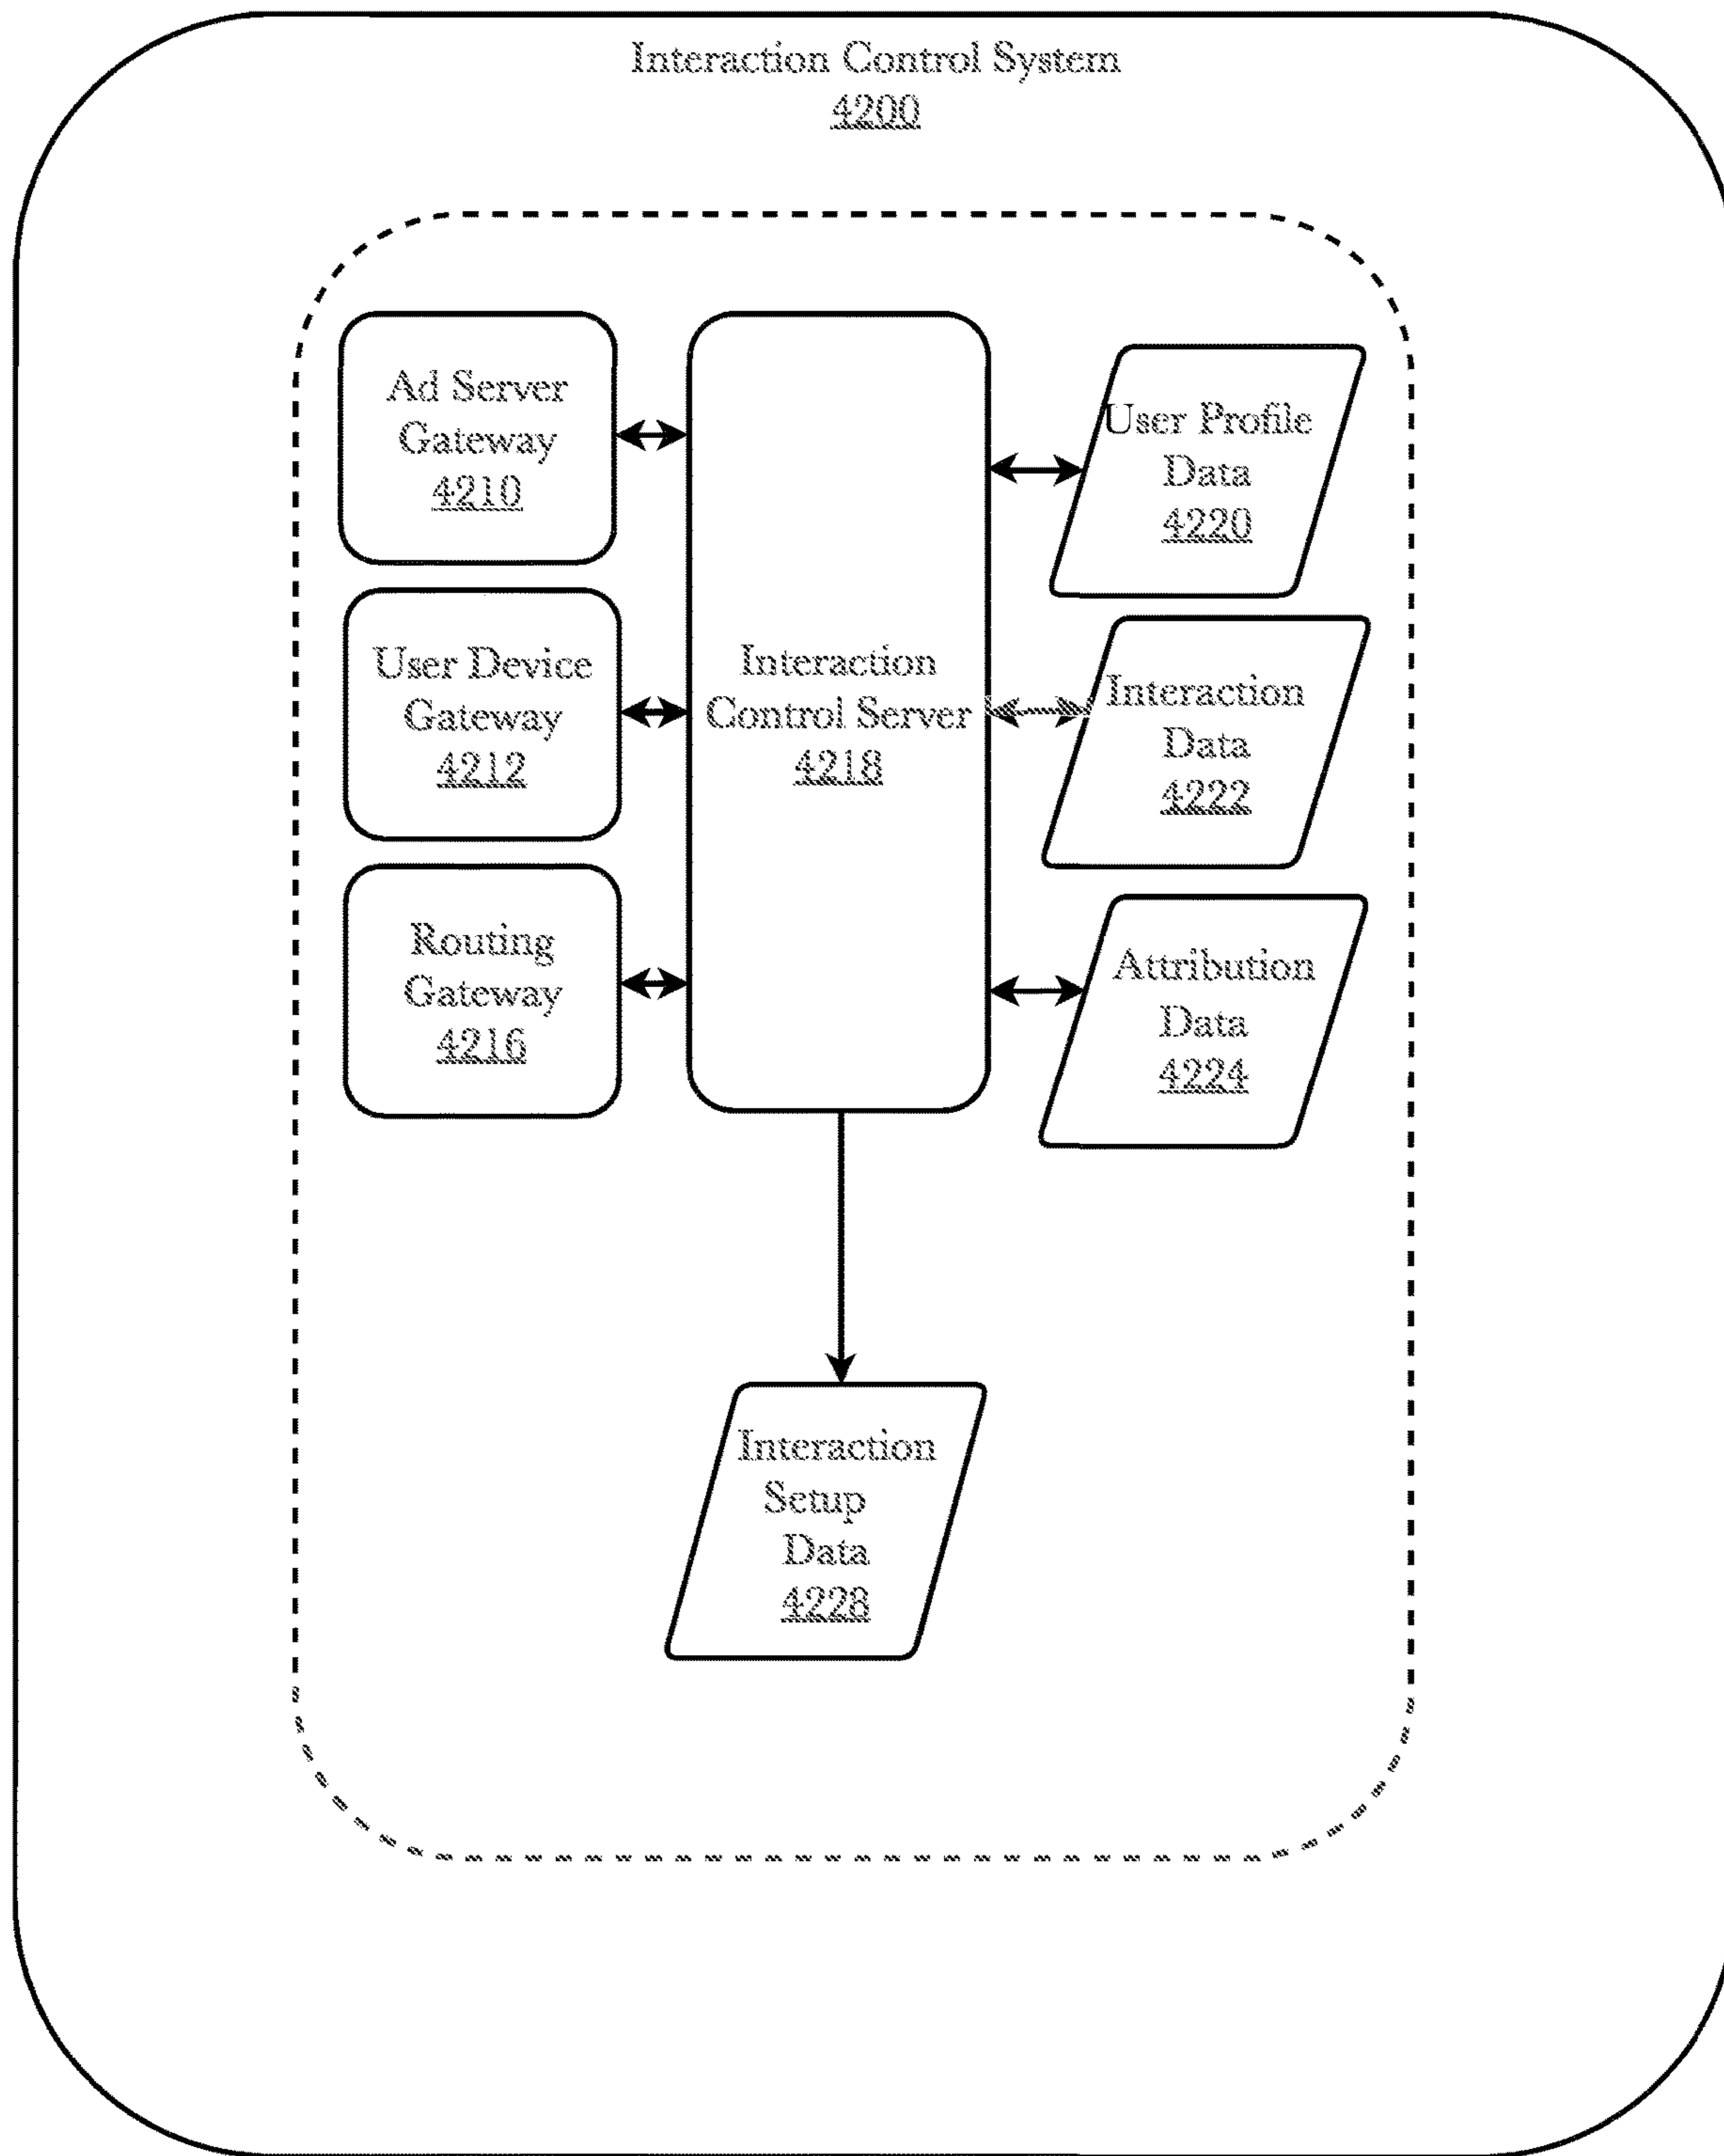 Interaction Control System
4200
Ad Server
Gateway
4210
User Device
Gateway
4212
Routing
Gateway
4216
Interaction
Control Server
4218
User Profile
Data
4220
Interaction
Data
4222
Attribution
Data
4224
Interaction
Setup
Data
4228